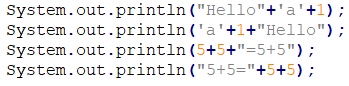 System.out.println("Hello"+'a'+1);
System.out.println('a'+1+"Hello");
System.out.println(5+5+"=5+5");
System.out.println("5+5="+5+5);